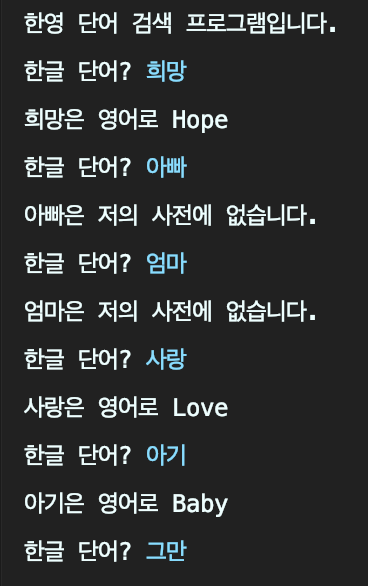 한영 단어 검색 프로그램입니다.
한글 단어? 희망
희망은 영어로 Hope
한글 단어? 아빠
아빠은 저의 사전에 없습니다.
한글 단어? 엄마
엄마은 저의 사전에 없습니다.
한글 단어? 사랑
사랑은 영어로 Love
한글 단어? 아기
아기은 영어로 Baby
한글 단어? 그만